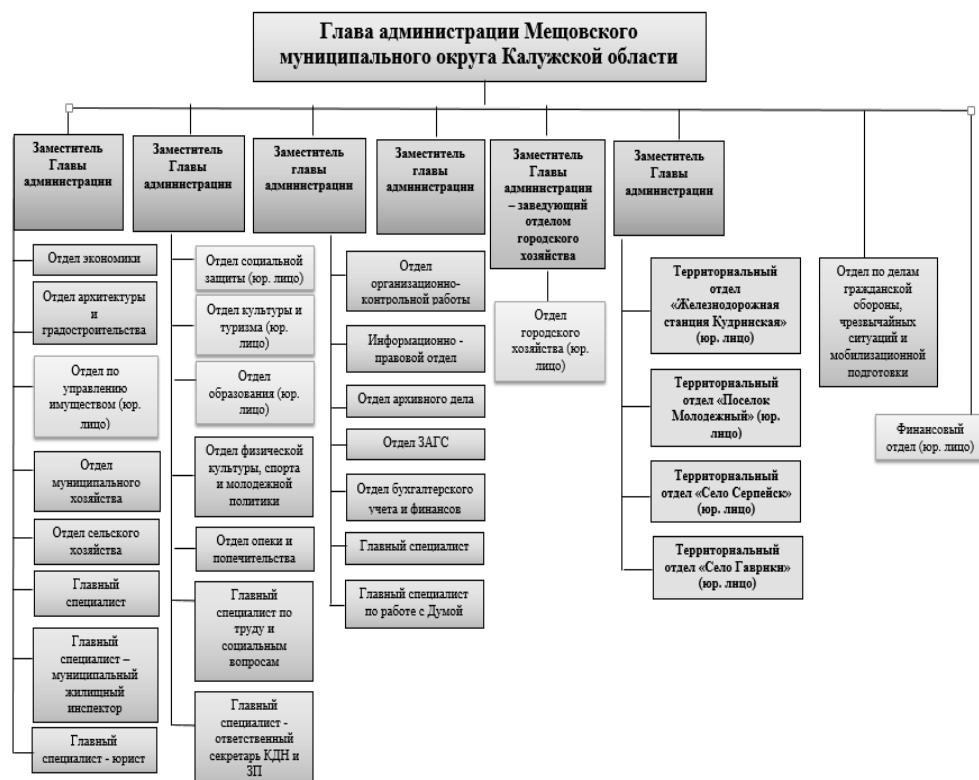 Глава администрации Мещовского
муниципального округа Калужской области
Заместитель
Главы
администрации
Заместитель
Главы
администрации
Заместитель
главы
администрации
Заместитель
главы
администрации
Заместитель
Главы
администрации
– заведующий
отделом
городского
хозяйства
Заместитель
Главы
администрации
Отдел экономики
Отдел архитектуры
и
градостроительства
Отдел по
управлению
имуществом (юр.
лицо)
Отдел
муниципального
хозяйства
Отдел сельского
хозяйства
Главный
специалист
Главный
специалист –
муниципальный
жилищный
инспектор
Главный
специалист - юрист
Отдел социальной
защиты (юр. лицо)
Отдел культуры и
туризма (юр.
лицо)
Отдел
образования (юр.
лицо)
Отдел физической
культуры, спорта
и молодежной
политики
Отдел опеки и
попечительства
Главный
специалист по
труду и
социальным
вопросам
Главный
специалист -
ответственный
секретарь КДН и
ЗП
Отдел
организационно-
контрольной работы
Информационно -
правовой отдел
Отдел архивного дела
Отдел ЗАГС
Отдел бухгалтерского
учета и финансов
Главный специалист
Главный специалист
по работе с Думой
Отдел
городского
хозяйства (юр.
лицо)
Территориальный
отдел
«Железнодорожная
станция Кудринская»
(юр. лицо)
Территориальный
отдел «Поселок
Молодежный» (юр.
лицо)
Территориальный
отдел «Село Серпейск»
(юр. лицо)
Территориальный
отдел «Село Гаврики»
(юр. лицо)
Отдел по делам
гражданской
обороны,
чрезвычайных
ситуаций и
мобилизационной
подготовки
Финансовый
отдел (юр. лицо)